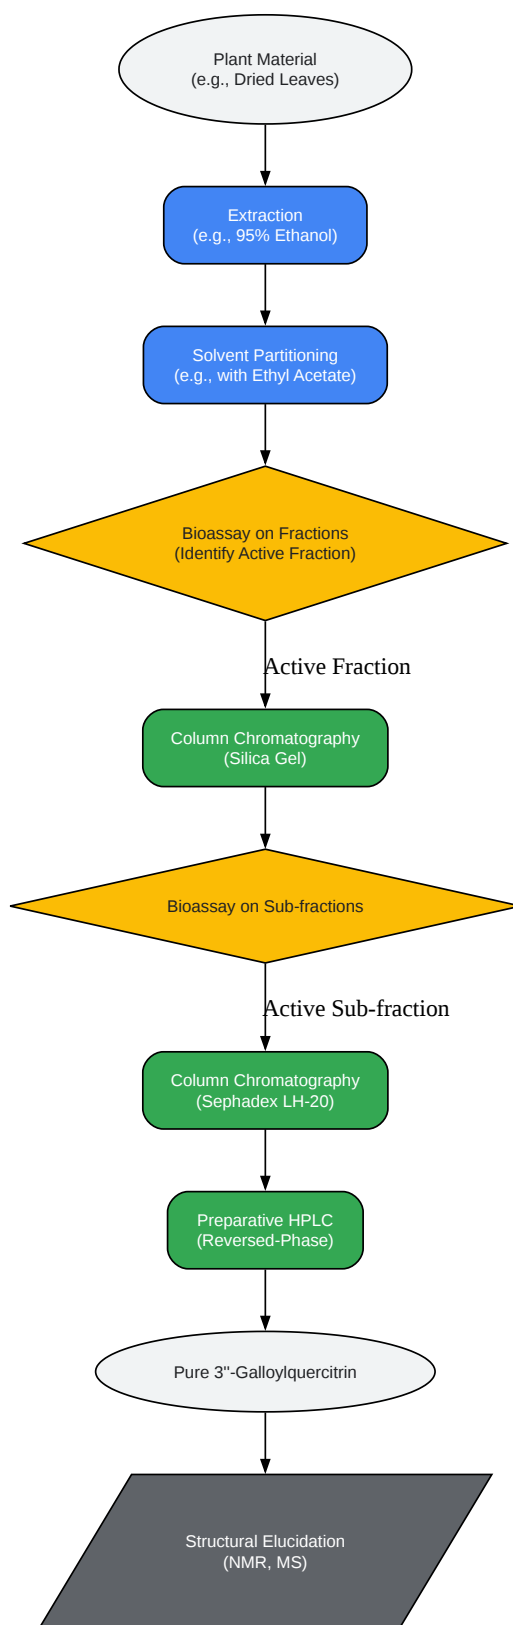 Plant Material
(e.g., Dried Leaves)
Extraction
(e.g., 95% Ethanol)
Solvent Partitioning
(e.g., with Ethyl Acetate)
Bioassay on Fractions
(Identify Active Fraction)
Active Fraction
Column Chromatography
(Silica Gel)
Bioassay on Sub-fractions
Active Sub-fraction
Column Chromatography
(Sephadex LH-20)
Preparative HPLC
(Reversed-Phase)
Pure 3''-Galloylquercitrin
Structural Elucidation
(NMR, MS)